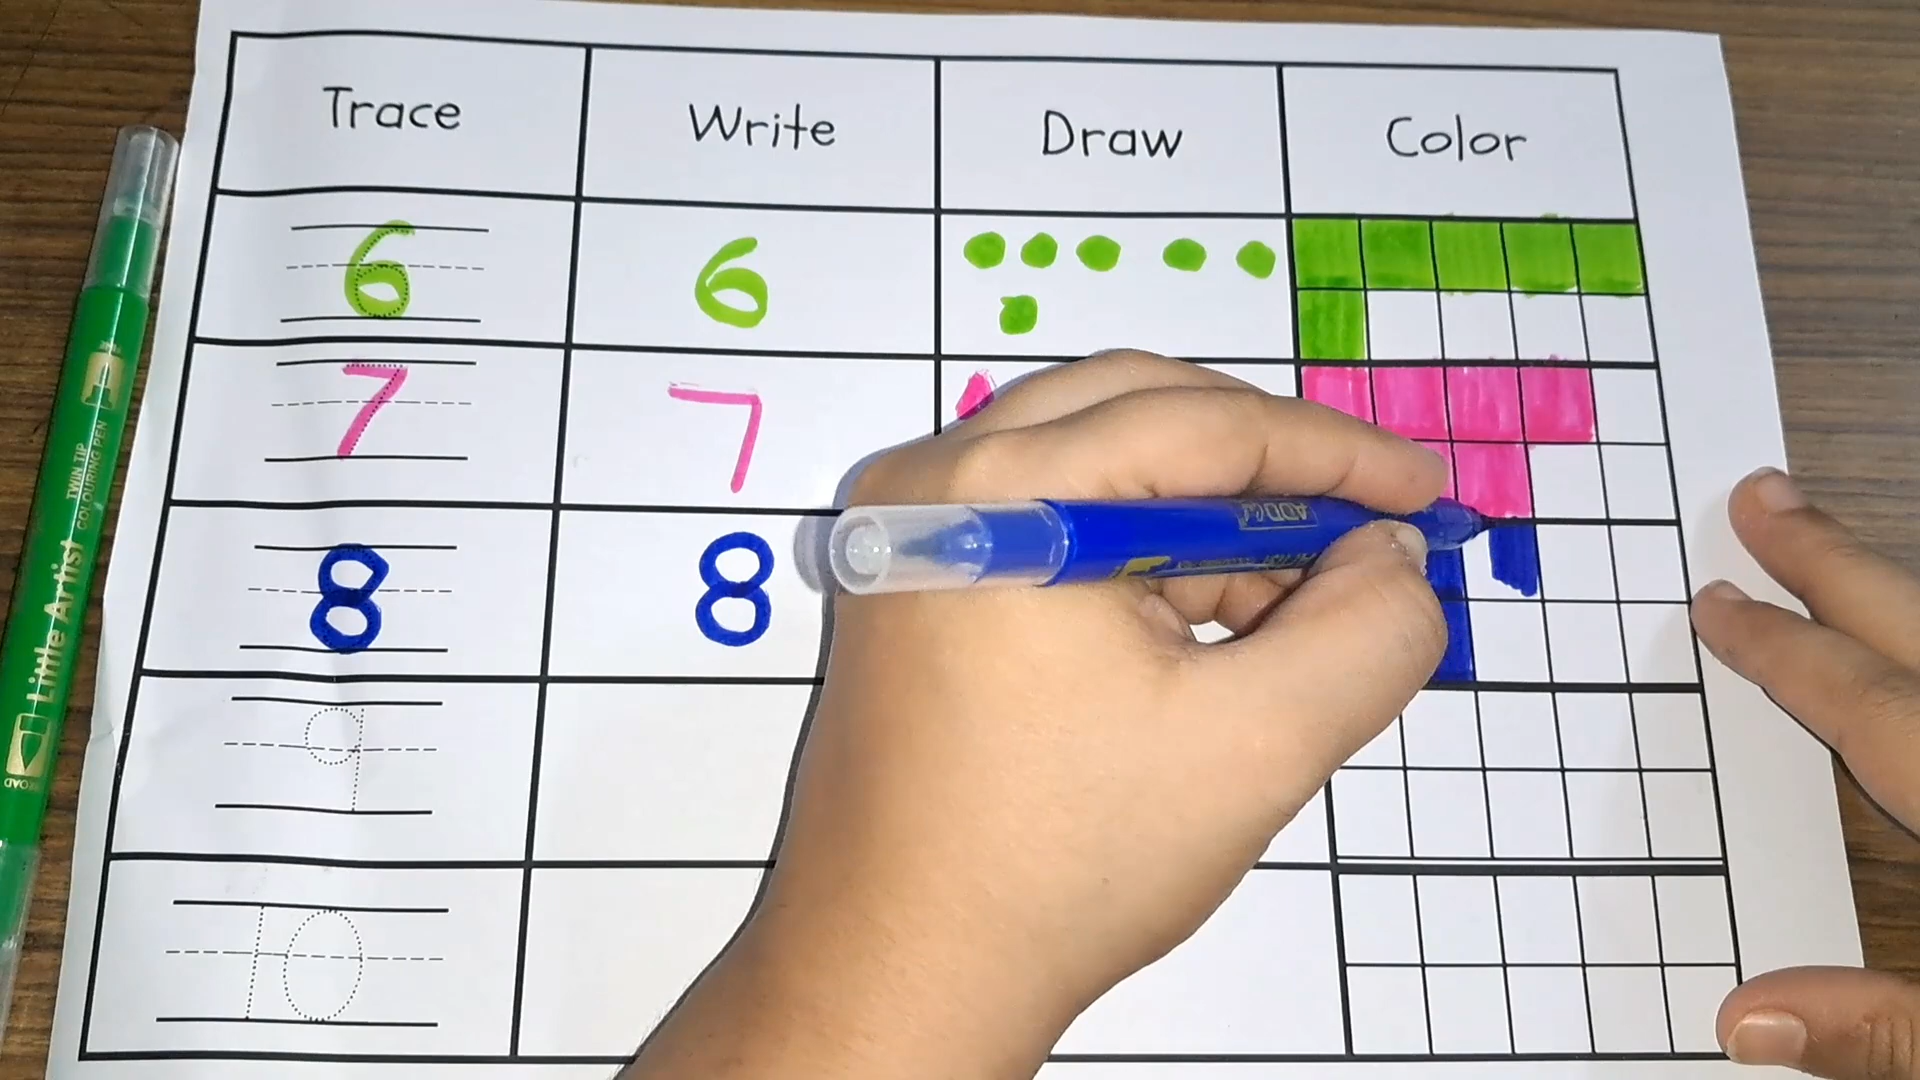 Trace Write Draw Color
6 6
7 7
8 8
9
10
Little Artist
TWIN TIP
COLOURING PEN